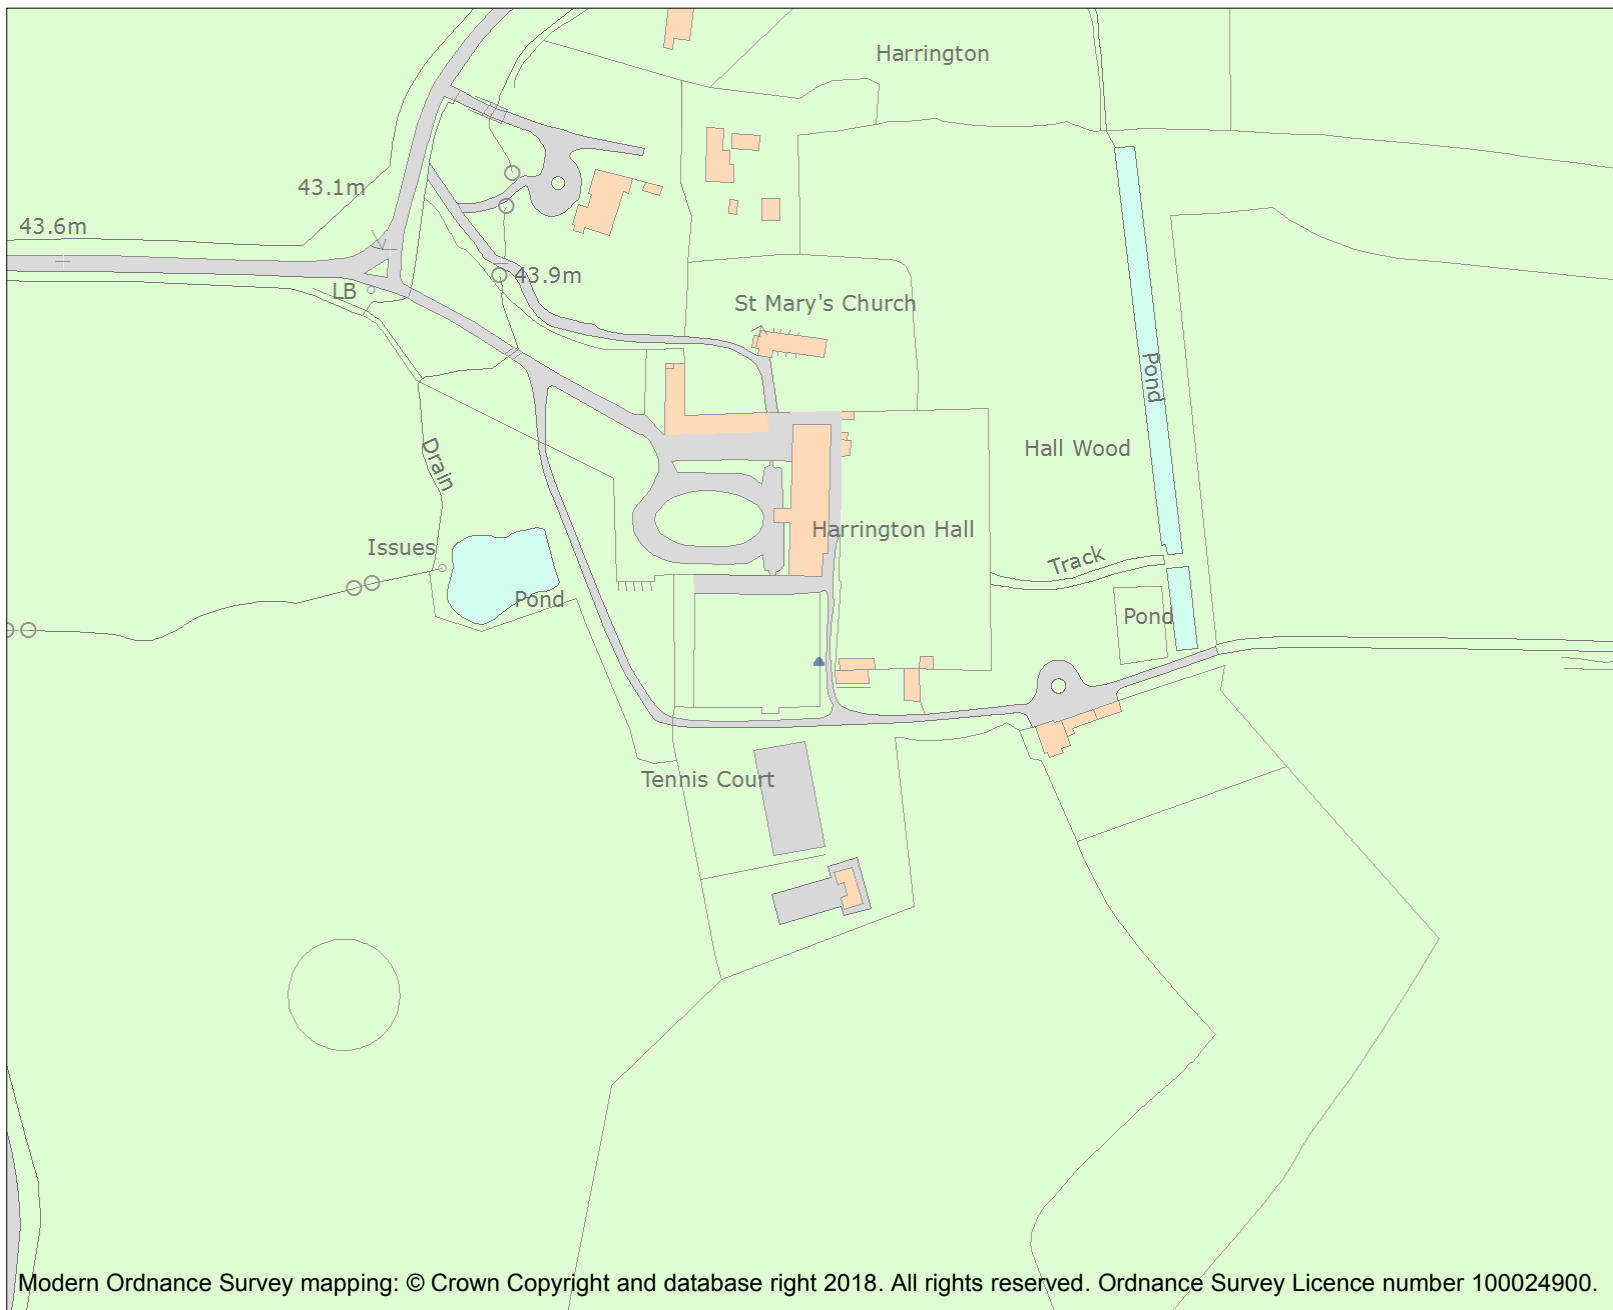 Harrington
43.1m
43.6m
43.9m
LB
St Mary's Church
Pond
Hall Wood
Drain
Harrington Hall
Issues
Track
Pond
Pond
Tennis Court
Modern Ordnance Survey mapping: © Crown Copyright and database right 2018. All rights reserved. Ordnance Survey Licence number 100024900.